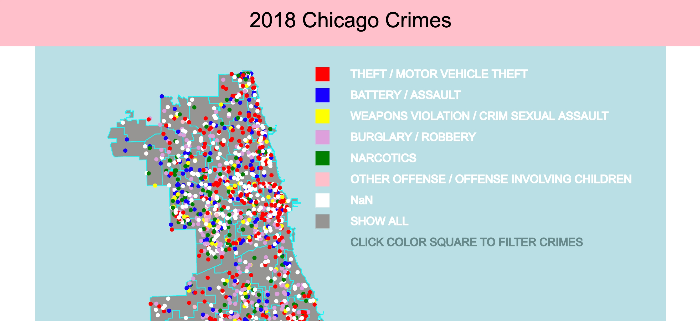 2018 Chicago Crimes
THEFT / MOTOR VEHICLE THEFT
BATTERY / ASSAULT
WEAPONS VIOLATION / CRIM SEXUAL ASSAULT
BURGLARY / ROBBERY
NARCOTICS
OTHER OFFENSE / OFFENSE INVOLVING CHILDREN
NaN
SHOW ALL
CLICK COLOR SQUARE TO FILTER CRIMES